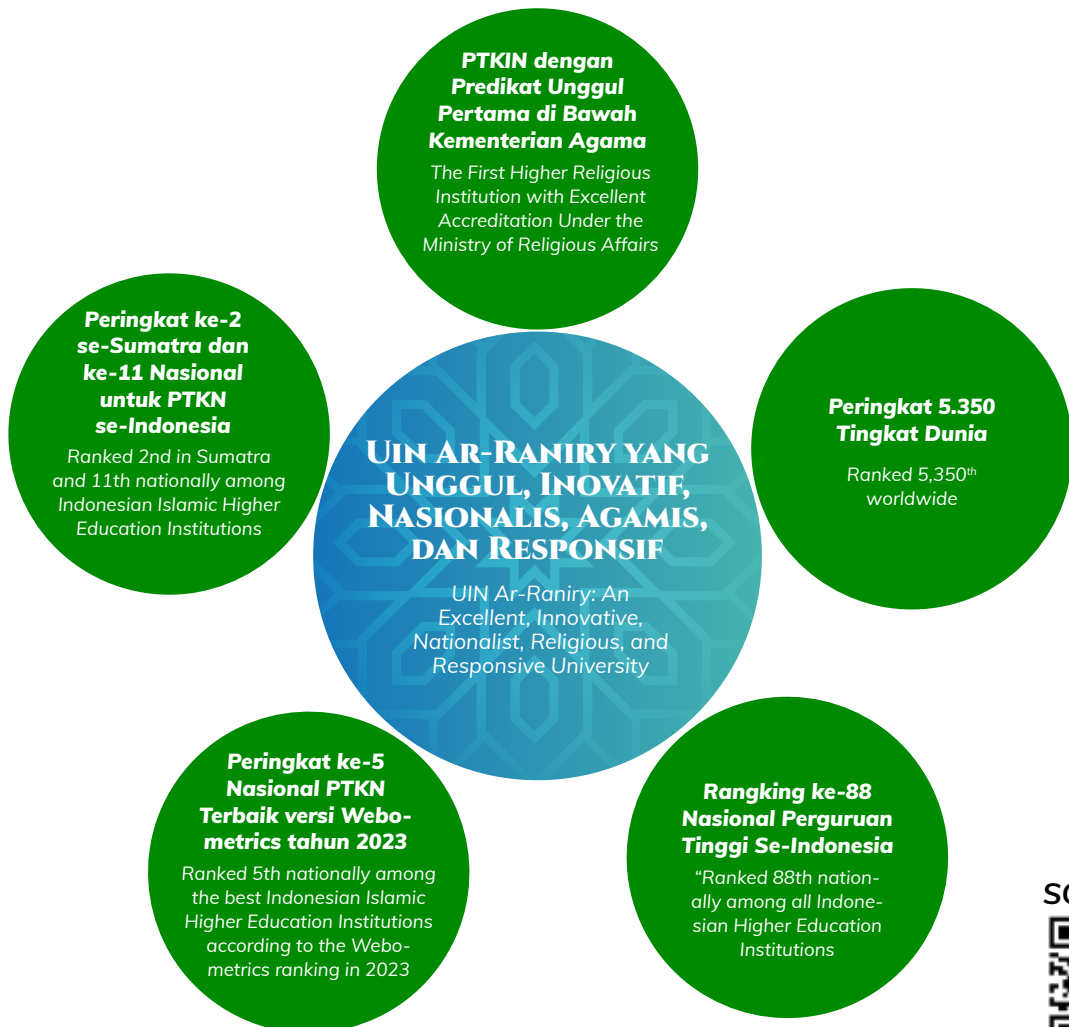 PTKIN dengan
Predikat Unggul
Pertama di Bawah
Kementerian Agama
The First Higher Religious
Institution with Excellent
Accreditation Under the
Ministry of Religious Affairs
Peringkat ke-2
se-Sumatra dan
ke-11 Nasional
untuk PTKN
se-Indonesia
Ranked 2nd in Sumatra
and 11th nationally among
Indonesian Islamic Higher
Education Institutions
Peringkat 5.350
Tingkat Dunia
Ranked 5,350th
worldwide
UIN AR-RANIRY YANG
UNGGUL, INOVATIF,
NASIONALIS, AGAMIS,
DAN RESPONSIF
UIN Ar-Raniry: An
Excellent, Innovative,
Nationalist, Religious, and
Responsive University
Peringkat ke-5
Nasional PTKN
Terbaik versi Webo-
metrics tahun 2023
Ranked 5th nationally among
the best Indonesian Islamic
Higher Education Institutions
according to the Webo-
metrics ranking in 2023
Rangking ke-88
Nasional Perguruan
Tinggi Se-Indonesia
“Ranked 88th nation-
ally among all Indone-
sian Higher Education
Institutions